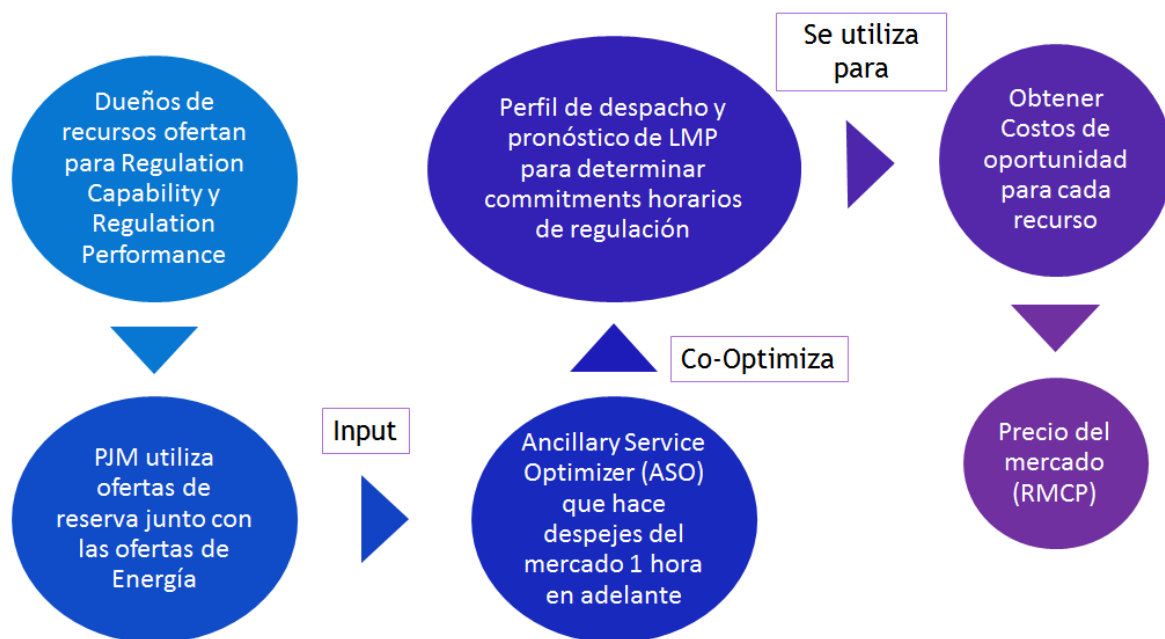 Dueños de
recursos ofertan
para Regulation
Capability y
Regulation
Performance
PJM utiliza
ofertas de
reserva junto con
las ofertas de
Energía
Input
Ancillary Service
Optimizer (ASO)
que hace
despejes del
mercado 1 hora
en adelante
Co-Optimiza
Perfil de despacho y
pronóstico de LMP
para determinar
commitments horarios
de regulación
Se utiliza
para
Obtener
Costos de
oportunidad
para cada
recurso
Precio del
mercado
(RMCP)